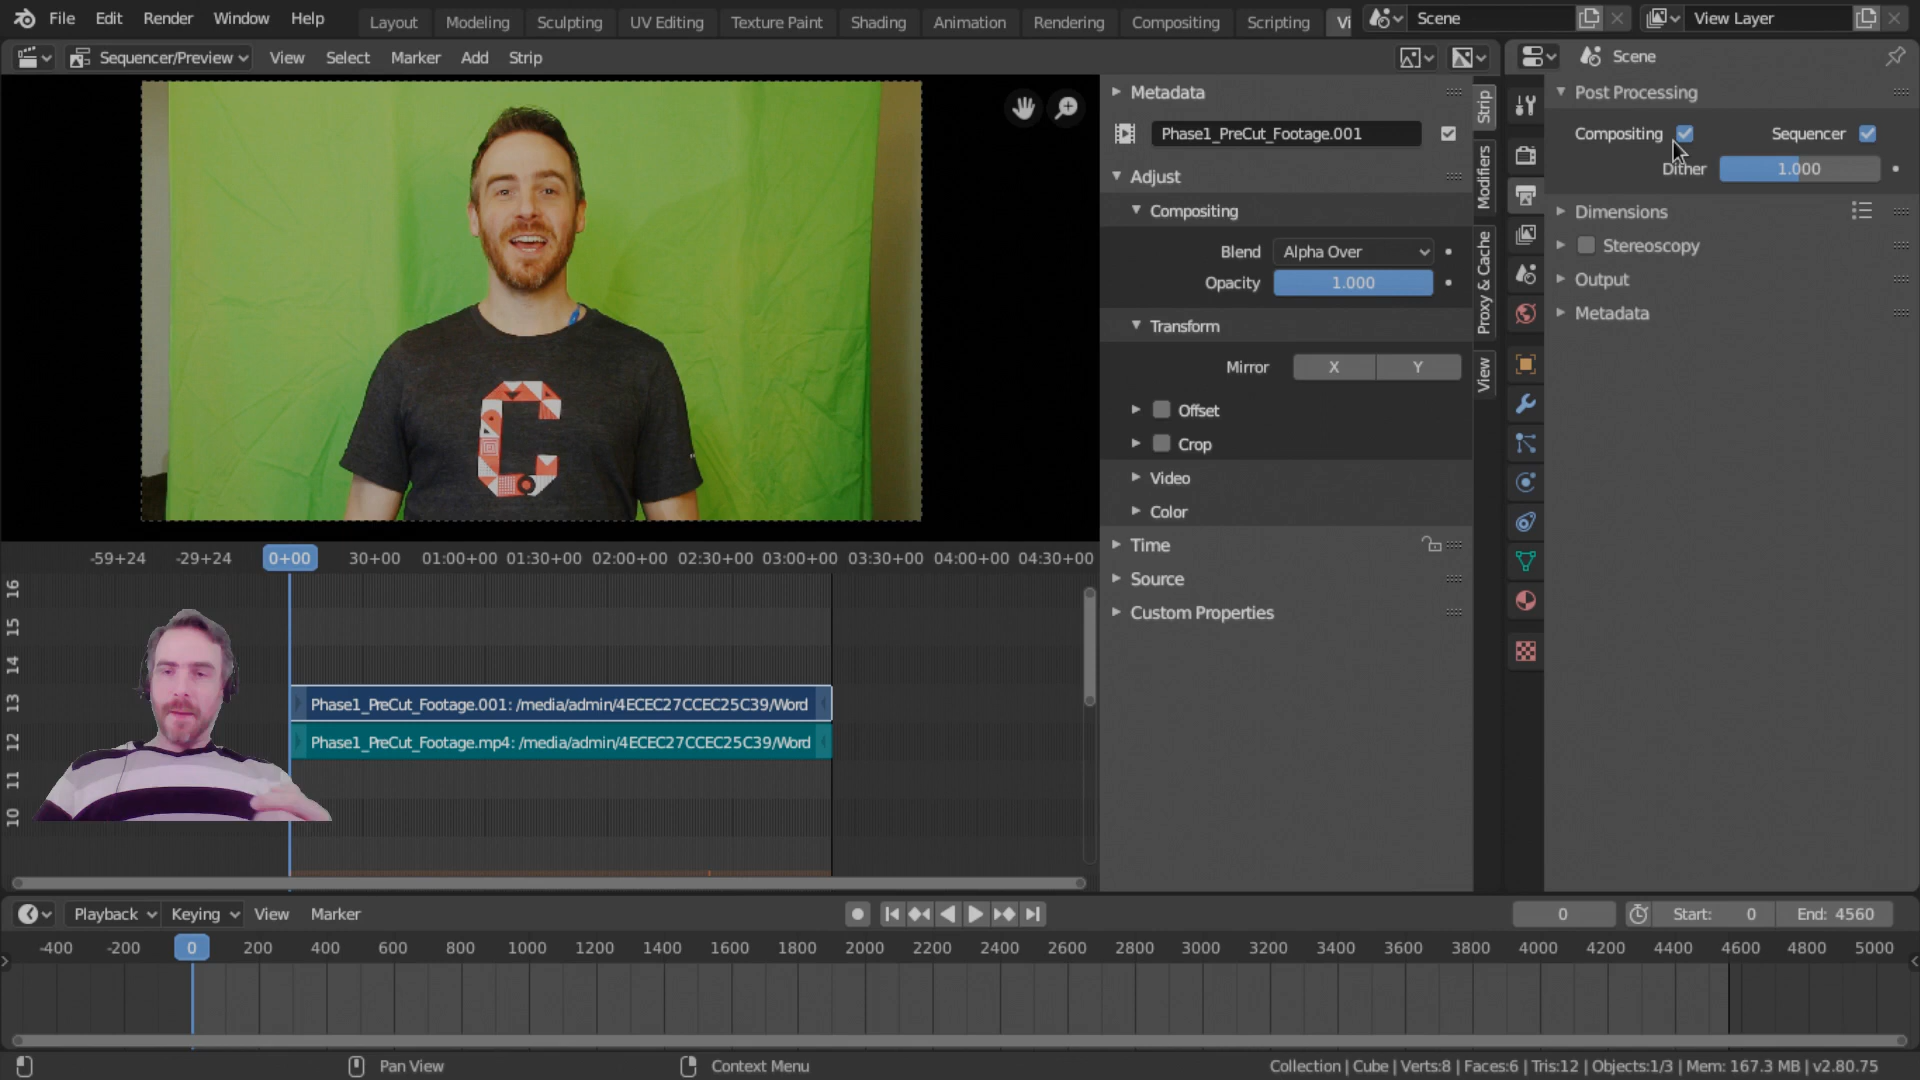 File Edit Render Window Help Layout Modeling Sculpting UV Editing Texture Paint Shading Animation Rendering Compositing Scripting Vi Scene View Layer
Sequencer/Preview View Select Marker Add Strip Scene
Metadata
Phase1_PreCut_Footage.001
Adjust
Compositing
Blend Alpha Over
Opacity 1.000
Transform
Mirror X Y
Offset
Crop
Video
Color
Time
Source
Custom Properties
Strip
Modifiers
Proxy & Cache
View
Post Processing
Compositing Sequencer
Dither 1.000
Dimensions
Stereoscopy
Output
Metadata
C
-59+24 -29+24 0+00 30+00 01:00+00 01:30+00 02:00+00 02:30+00 03:00+00 03:30+00 04:00+00 04:30+00
16
15
14
13
12
11
10
Phase1_PreCut_Footage.001: /media/admin/4ECEC27CCEC25C39/Word
Phase1_PreCut_Footage.mp4: /media/admin/4ECEC27CCEC25C39/Word
Playback Keying View Marker 0 Start: 0 End: 4560
-400 -200 0 200 400 600 800 1000 1200 1400 1600 1800 2000 2200 2400 2600 2800 3000 3200 3400 3600 3800 4000 4200 4400 4600 4800 5000
Pan View Context Menu Collection | Cube | Verts:8 | Faces:6 | Tris:12 | Objects:1/3 | Mem: 167.3 MB | v2.80.75